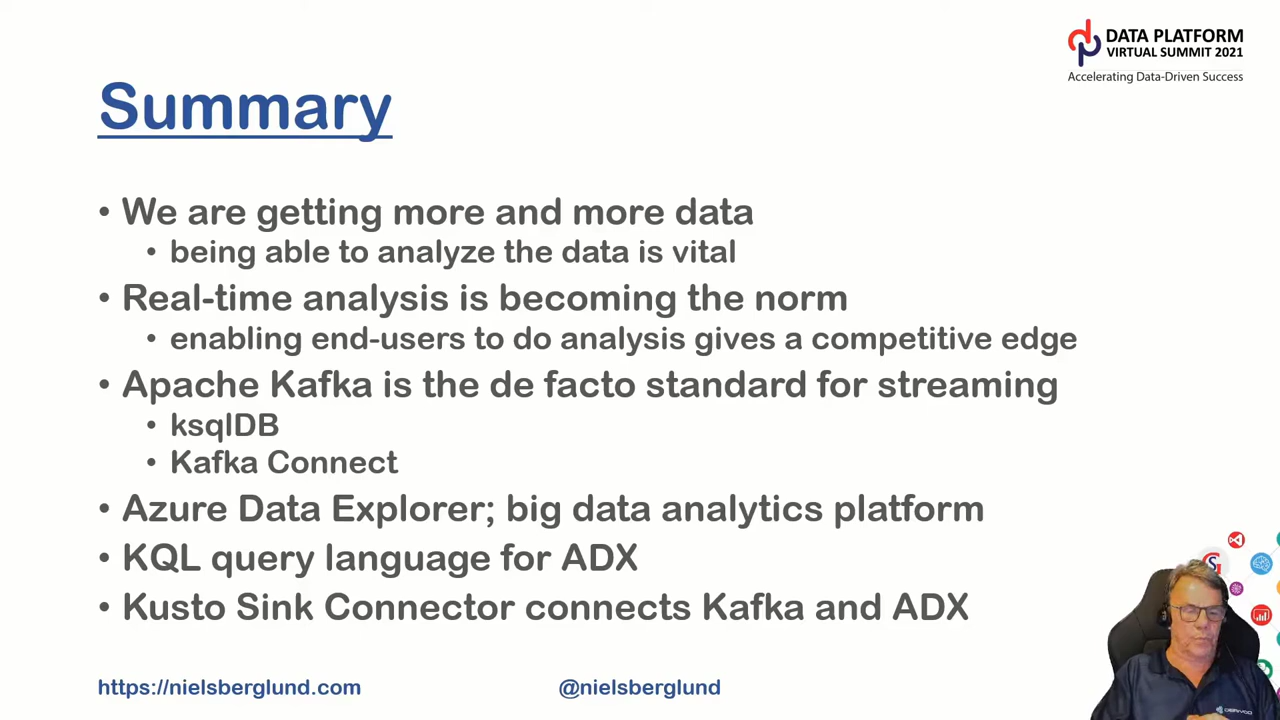 DATA PLATFORM
VIRTUAL SUMMIT 2021
Accelerating Data-Driven Success
Summary
• We are getting more and more data
• being able to analyze the data is vital
• Real-time analysis is becoming the norm
• enabling end-users to do analysis gives a competitive edge
• Apache Kafka is the de facto standard for streaming
• ksqlDB
• Kafka Connect
• Azure Data Explorer; big data analytics platform
• KQL query language for ADX
• Kusto Sink Connector connects Kafka and ADX
https://nielsberglund.com
@nielsberglund